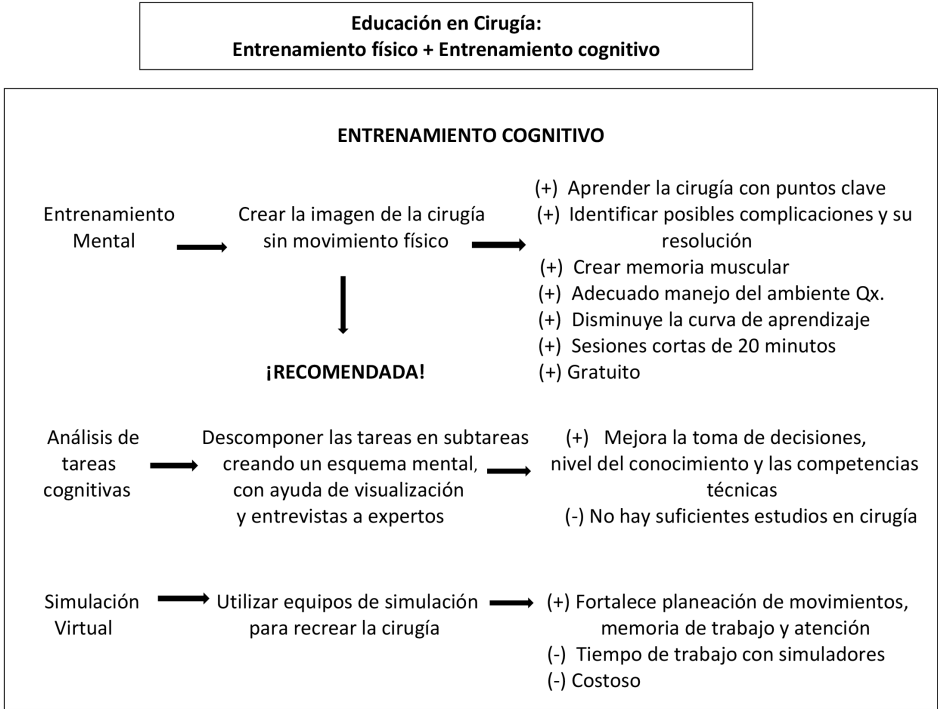 Educación en Cirugía:
Entrenamiento físico + Entrenamiento cognitivo
ENTRENAMIENTO COGNITIVO
Entrenamiento
Mental
Crear la imagen de la cirugía
sin movimiento físico
(+) Aprender la cirugía con puntos clave
(+) Identificar posibles complicaciones y su
resolución
(+) Crear memoria muscular
(+) Adecuado manejo del ambiente Qx.
(+) Disminuye la curva de aprendizaje
(+) Sesiones cortas de 20 minutos
(+) Gratuito
¡RECOMENDADA!
Análisis de
tareas
cognitivas
Descomponer las tareas en subtareas
creando un esquema mental,
con ayuda de visualización
y entrevistas a expertos
(+) Mejora la toma de decisiones,
nivel del conocimiento y las competencias
técnicas
(-) No hay suficientes estudios en cirugía
Simulación
Virtual
Utilizar equipos de simulación
para recrear la cirugía
(+) Fortalece planeación de movimientos,
memoria de trabajo y atención
(-) Tiempo de trabajo con simuladores
(-) Costoso